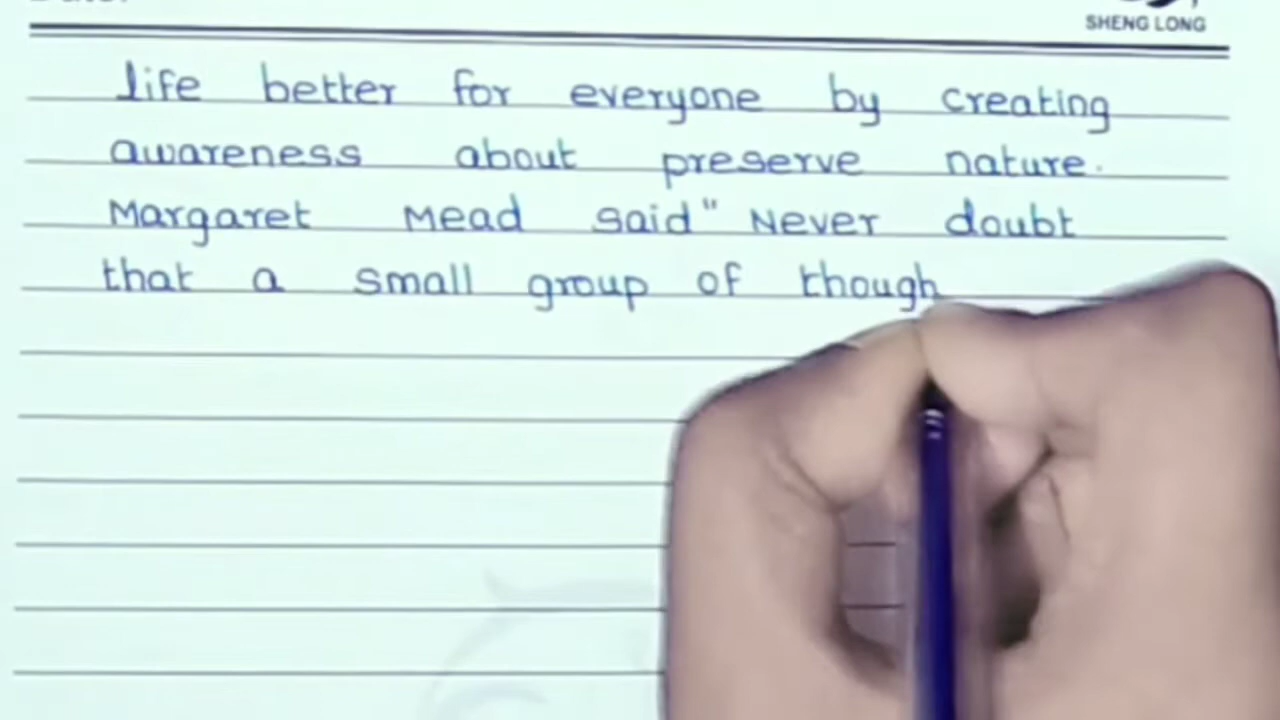 SHENG LONG
life better for everyone by creating
awareness about preserve nature.
Margaret Mead said" Never doubt
that a small group of though